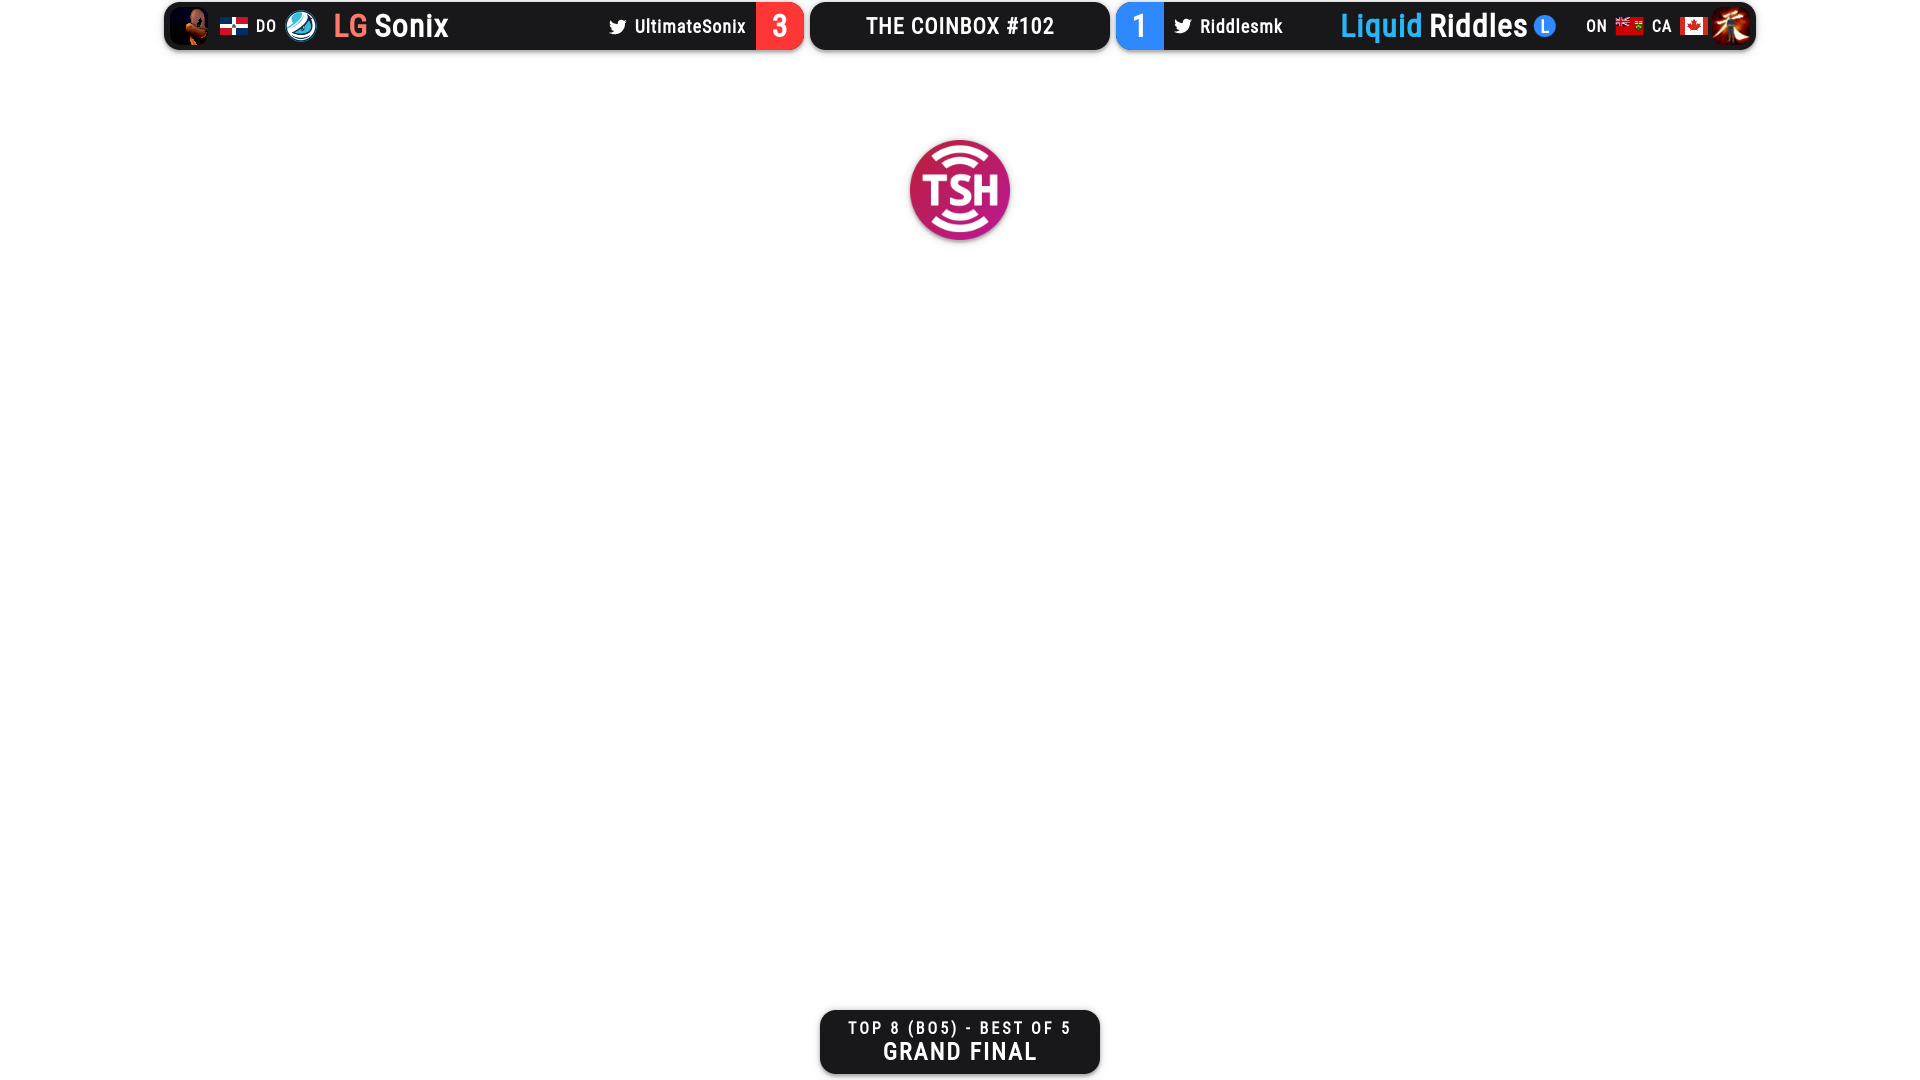 DO LG Sonix UltimateSonix 3 THE COINBOX #102 1 Riddlesmk Liquid Riddles L ON CA
TSH
TOP 8 (BO5) - BEST OF 5
GRAND FINAL